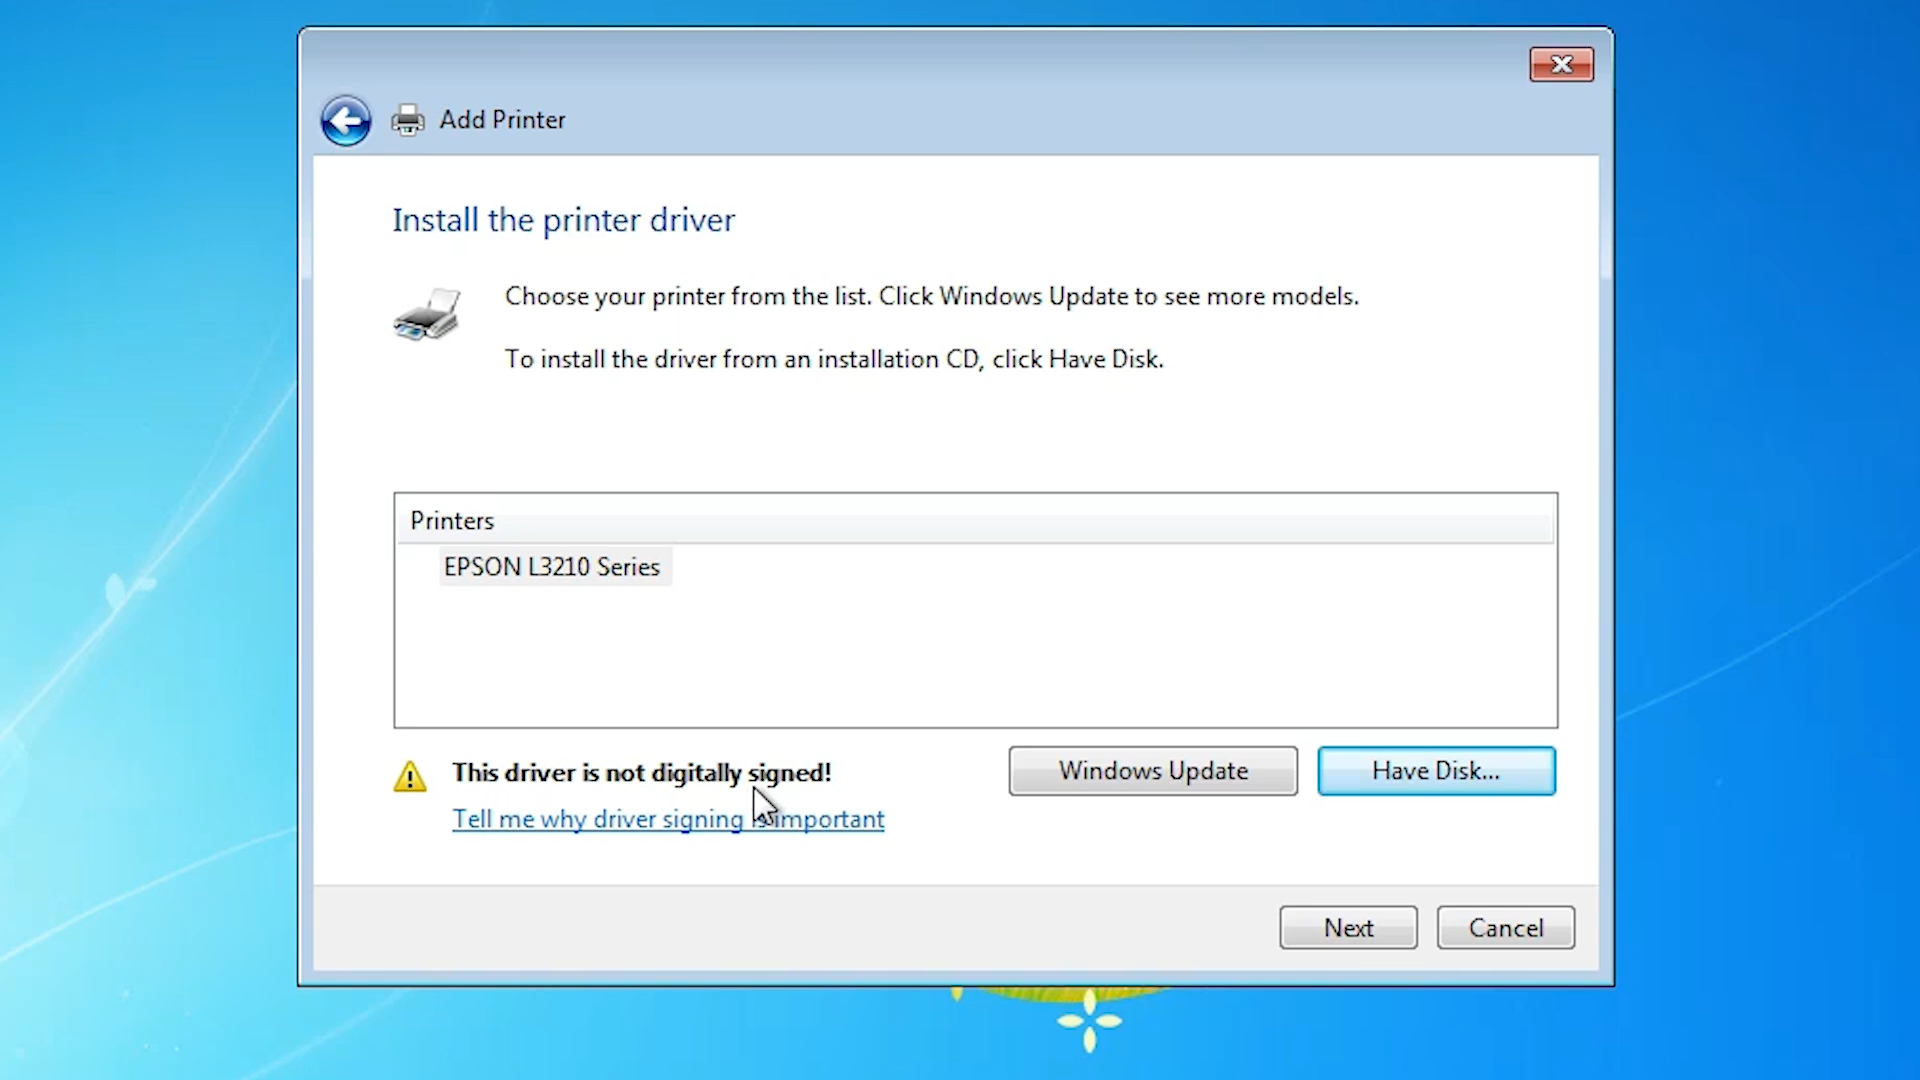 Add Printer
Install the printer driver
Choose your printer from the list. Click Windows Update to see more models.
To install the driver from an installation CD, click Have Disk.
Printers
EPSON L3210 Series
This driver is not digitally signed!
Windows Update
Have Disk...
Tell me why driver signing is important
Next
Cancel